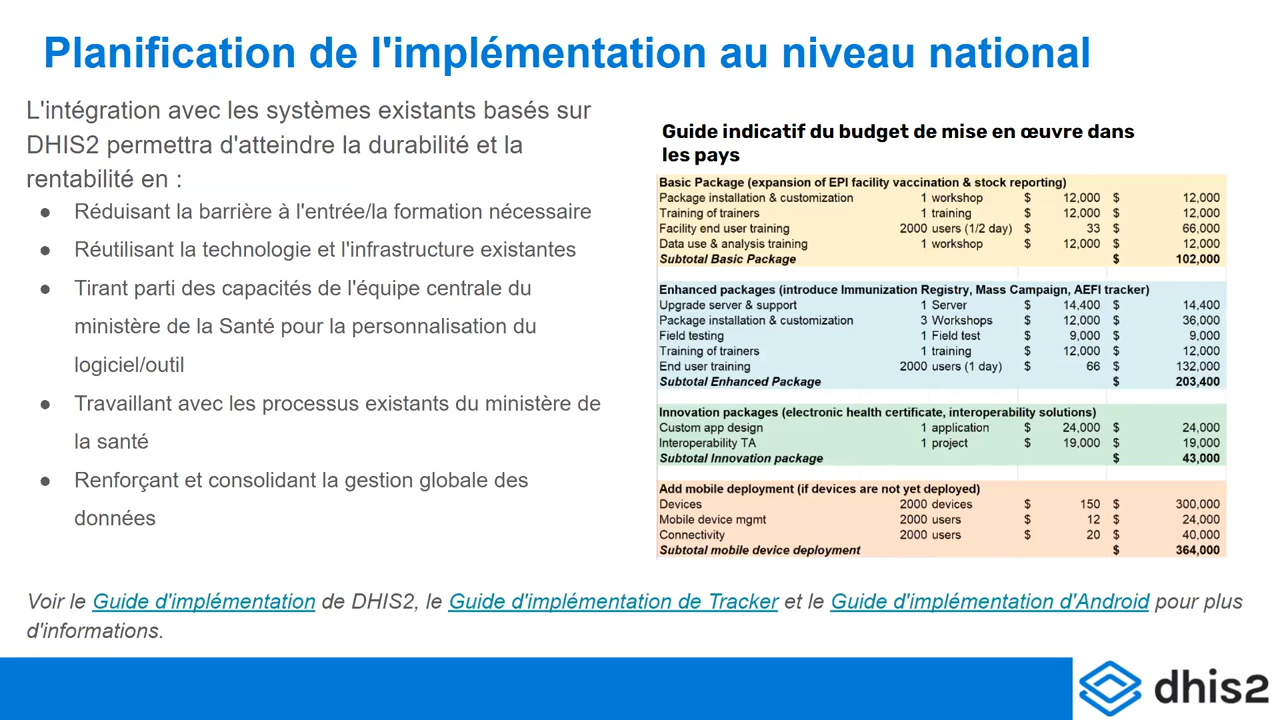 Planification de l'implémentation au niveau national
L'intégration avec les systèmes existants basés sur
DHIS2 permettra d'atteindre la durabilité et la
rentabilité en :
● Réduisant la barrière à l'entrée/la formation nécessaire
● Réutilisant la technologie et l'infrastructure existantes
● Tirant parti des capacités de l'équipe centrale du
ministère de la Santé pour la personnalisation du
logiciel/outil
● Travaillant avec les processus existants du ministère de
la santé
● Renforçant et consolidant la gestion globale des
données
Guide indicatif du budget de mise en œuvre dans
les pays
Basic Package (expansion of EPI facility vaccination & stock reporting)
Package installation & customization 1 workshop $ 12,000 $ 12,000
Training of trainers 1 training $ 12,000 $ 12,000
Facility end user training 2000 users (1/2 day) $ 33 $ 66,000
Data use & analysis training 1 workshop $ 12,000 $ 12,000
Subtotal Basic Package $ 102,000
Enhanced packages (introduce Immunization Registry, Mass Campaign, AEFI tracker)
Upgrade server & support 1 Server $ 14,400 $ 14,400
Package installation & customization 3 Workshops $ 12,000 $ 36,000
Field testing 1 Field test $ 9,000 $ 9,000
Training of trainers 1 training $ 12,000 $ 12,000
End user training 2000 users (1 day) $ 66 $ 132,000
Subtotal Enhanced Package $ 203,400
Innovation packages (electronic health certificate, interoperability solutions)
Custom app design 1 application $ 24,000 $ 24,000
Interoperability TA 1 project $ 19,000 $ 19,000
Subtotal Innovation package $ 43,000
Add mobile deployment (if devices are not yet deployed)
Devices 2000 devices $ 150 $ 300,000
Mobile device mgmt 2000 users $ 12 $ 24,000
Connectivity 2000 users $ 20 $ 40,000
Subtotal mobile device deployment $ 364,000
Voir le Guide d'implémentation de DHIS2, le Guide d'implémentation de Tracker et le Guide d'implémentation d'Android pour plus
d'informations.
dhis2